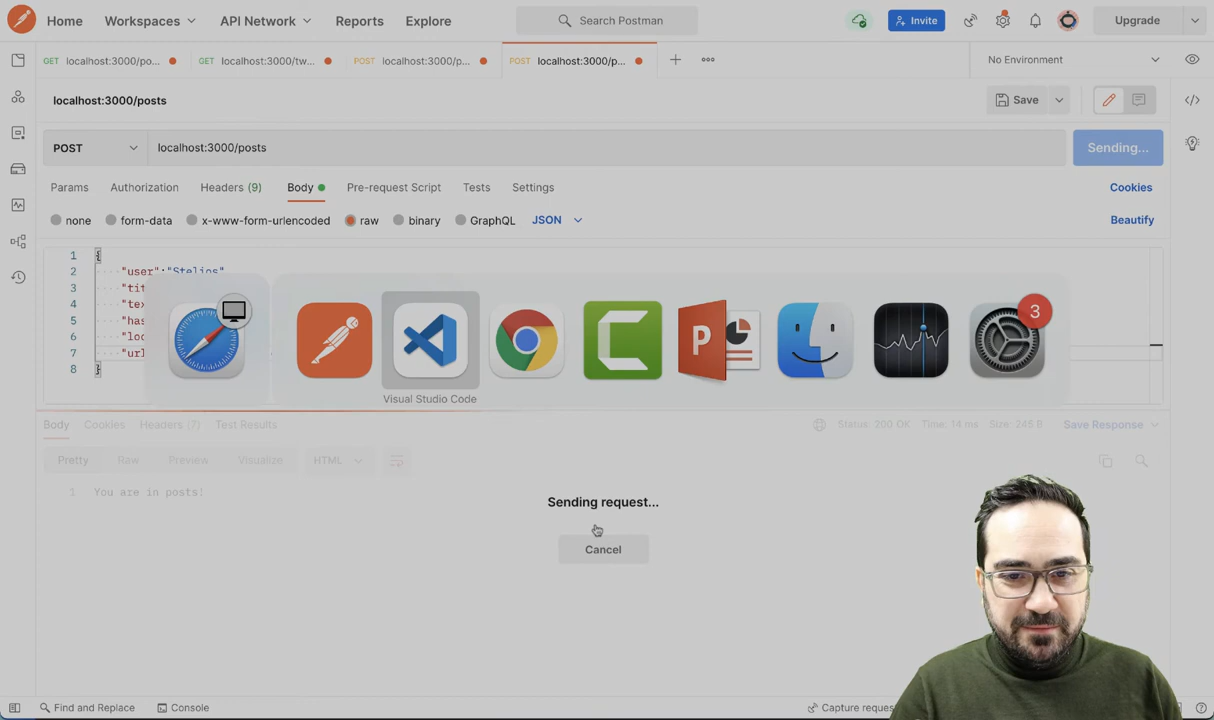 Home Workspaces API Network Reports Explore Search Postman Invite Upgrade
GET localhost:3000/po... GET localhost:3000/tw... POST localhost:3000/p... POST localhost:3000/p... No Environment
localhost:3000/posts Save
POST localhost:3000/posts Sending...
Params Authorization Headers (9) Body Pre-request Script Tests Settings Cookies
none form-data x-www-form-urlencoded raw binary GraphQL JSON Beautify
1 {
2 "user":"Stelios"
3 "tit
4 "tex
5 "has
6 "loc
7 "url
8 }
3
Visual Studio Code
Body Cookies Headers (7) Test Results Status: 200 OK Time: 14 ms Size: 245 B Save Response
Pretty Raw Preview Visualize HTML
1 You are in posts!
Sending request...
Cancel
Find and Replace Console Capture reques